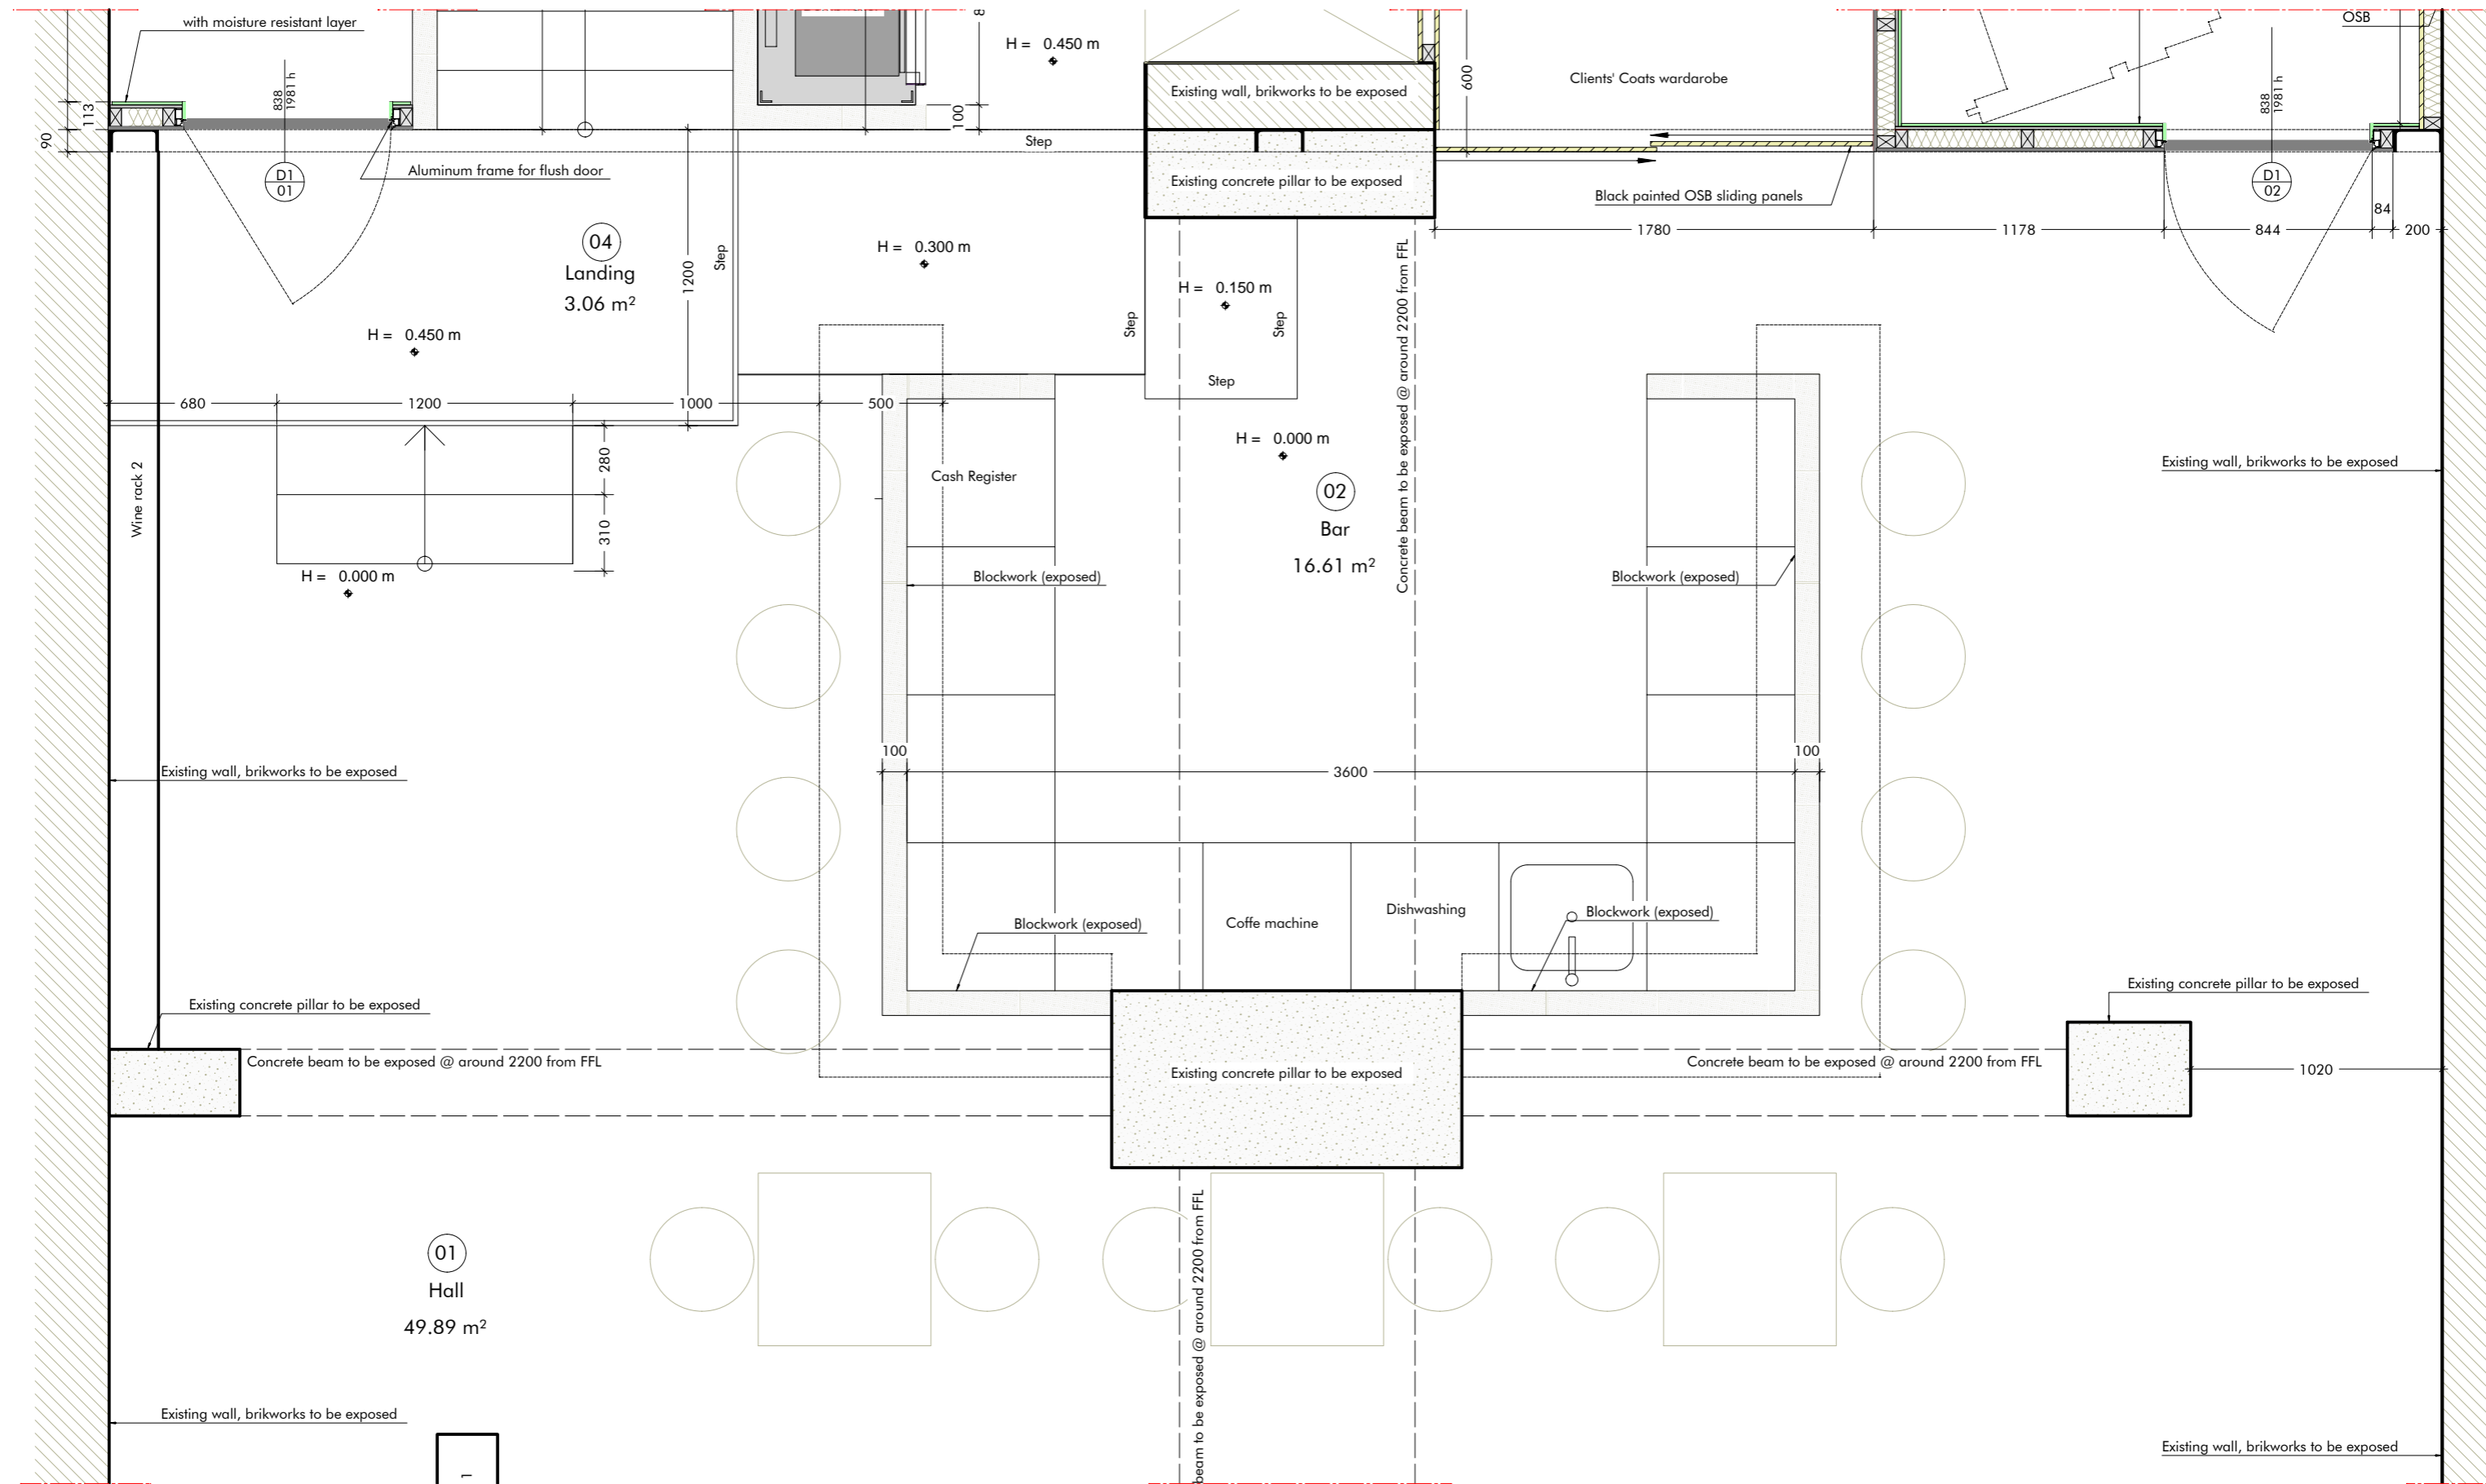 with moisture resistant layer
H = 0.450 m
OSB
Existing wall, brikworks to be exposed
600
Clients' Coats wardarobe
838
1981 h
838
1981 h
113
90
100
Step
D1
01
Aluminum frame for flush door
Existing concrete pillar to be exposed
Black painted OSB sliding panels
D1
02
84
1780
1178
844
200
04
Landing
3.06 m²
Step
1200
H = 0.300 m
H = 0.150 m
Step
Step
Step
Concrete beam to be exposed @ around 2200 from FFL
H = 0.450 m
680
1200
1000
500
280
310
Wine rack 2
H = 0.000 m
H = 0.000 m
Cash Register
02
Bar
16.61 m²
Existing wall, brikworks to be exposed
Blockwork (exposed)
Blockwork (exposed)
100
3600
100
Existing wall, brikworks to be exposed
Blockwork (exposed)
Coffe machine
Dishwashing
Blockwork (exposed)
Existing concrete pillar to be exposed
Existing concrete pillar to be exposed
Concrete beam to be exposed @ around 2200 from FFL
Existing concrete pillar to be exposed
Concrete beam to be exposed @ around 2200 from FFL
1020
beam to be exposed @ around 2200 from FFL
01
Hall
49.89 m²
Existing wall, brikworks to be exposed
Existing wall, brikworks to be exposed
1